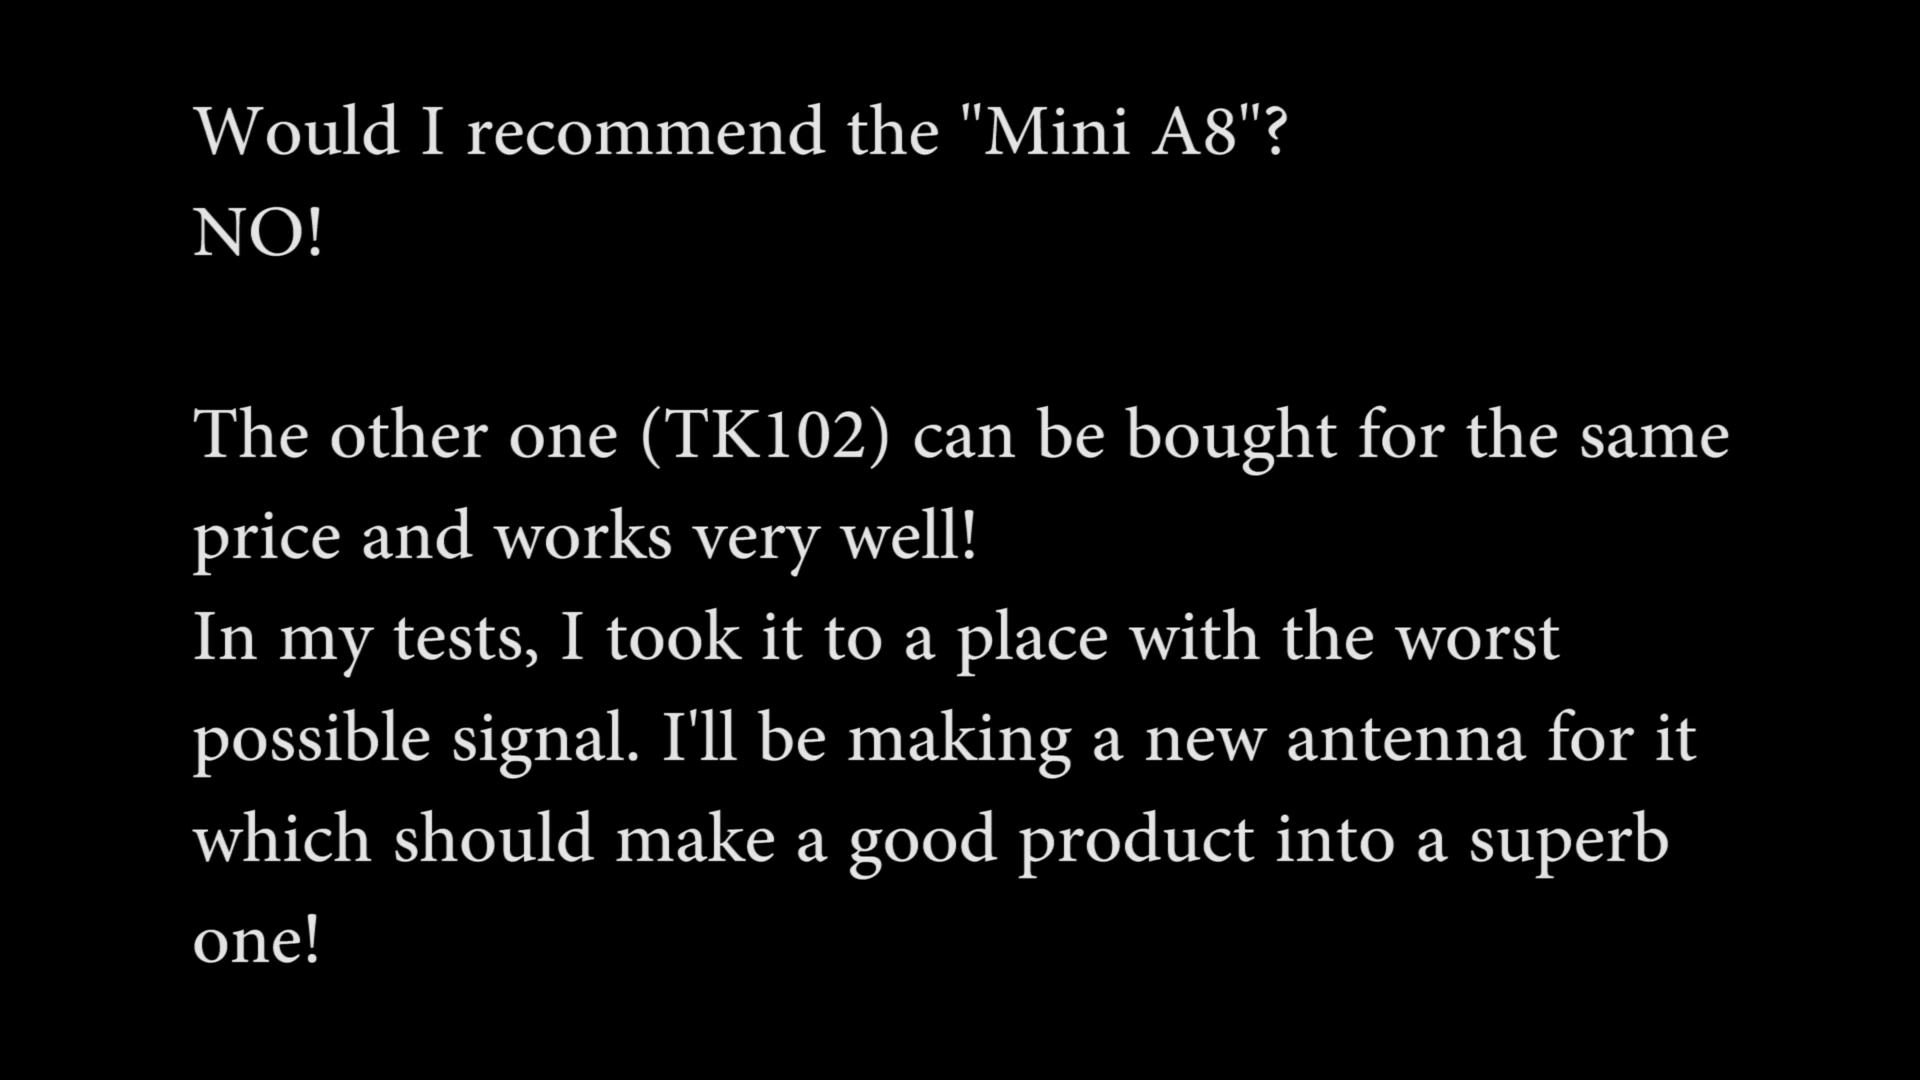 Would I recommend the "Mini A8"?
NO!
The other one (TK102) can be bought for the same
price and works very well!
In my tests, I took it to a place with the worst
possible signal. I'll be making a new antenna for it
which should make a good product into a superb
one!